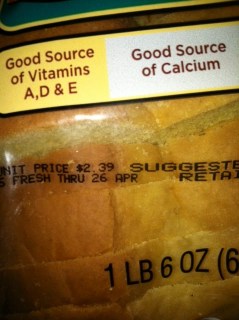 Good Source
of Vitamins
A,D & E
Good Source
of Calcium
UNIT PRICE $2.39 SUGGESTE
S FRESH THRU 26 APR RETAI
1 LB 6 OZ (6